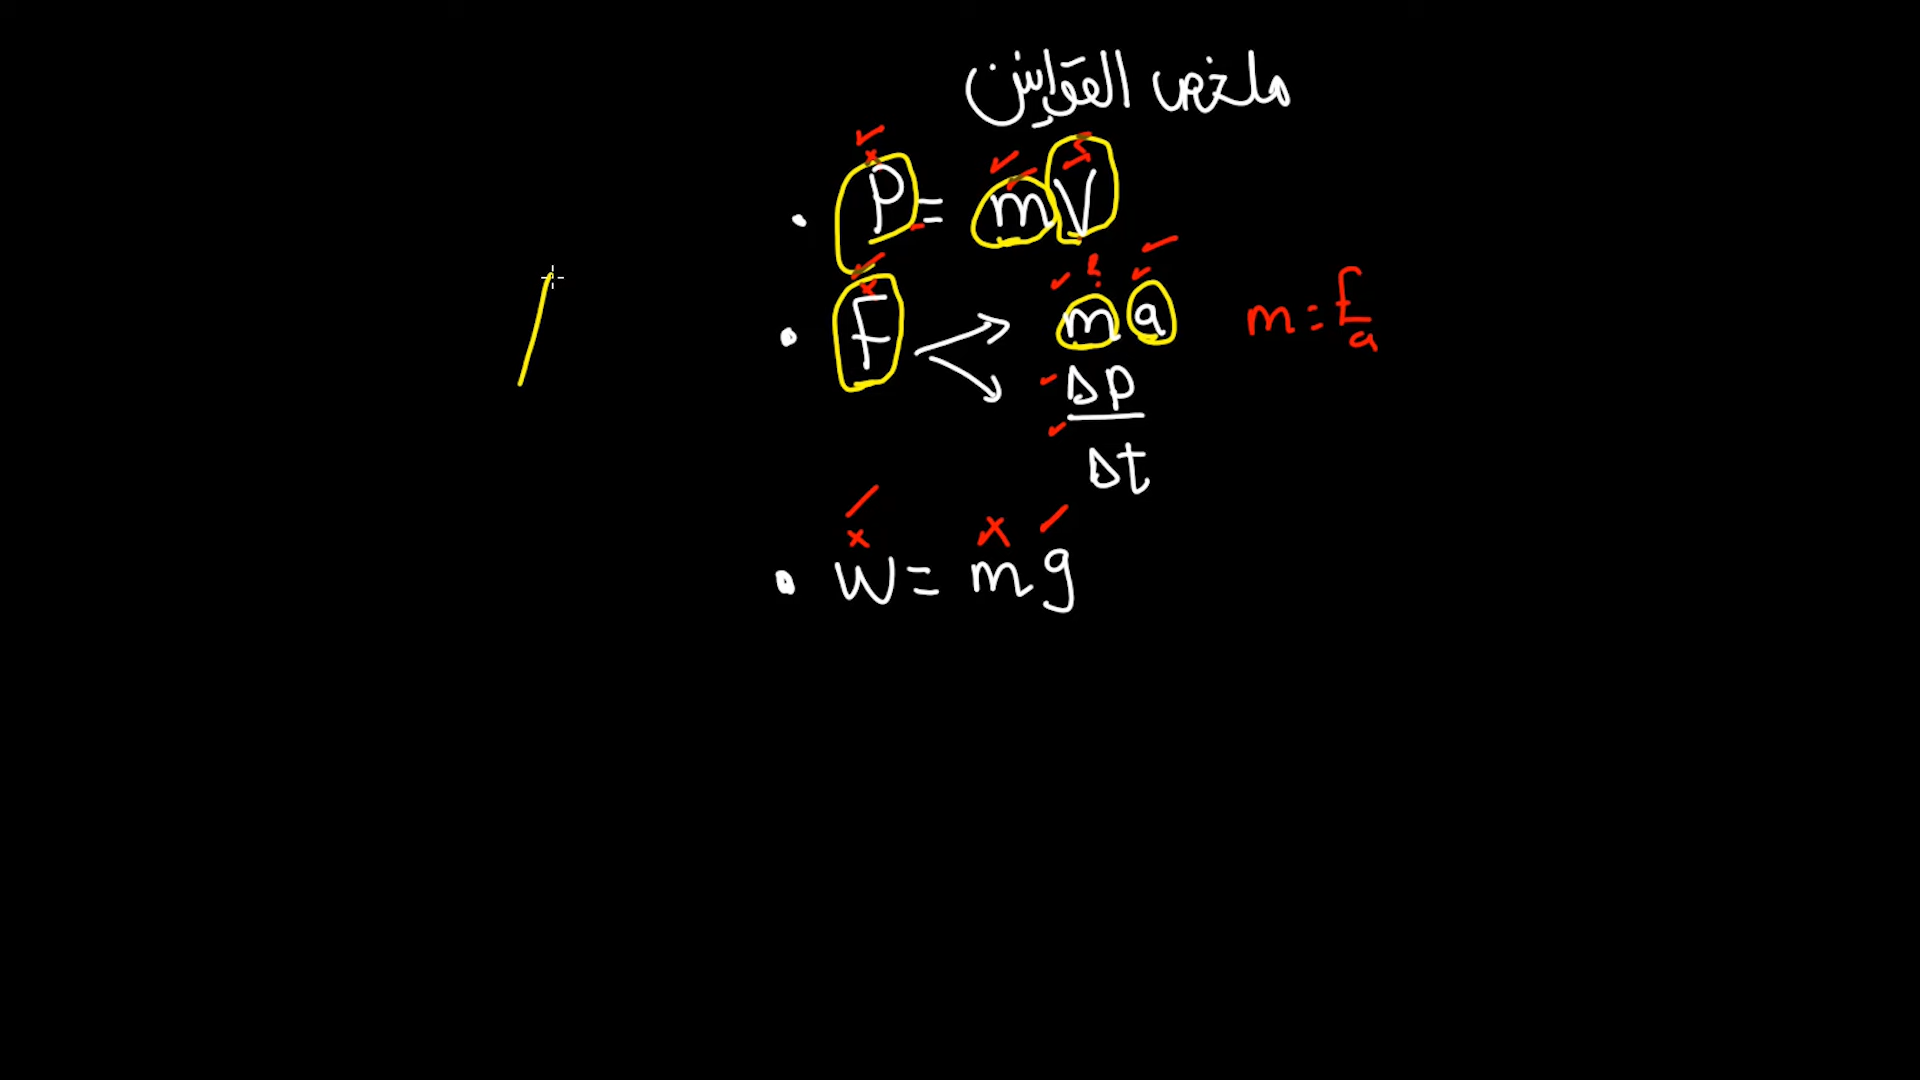 ملخص القوانين
• P = mV
• F ma m = F/a
Δp
Δt
• W = mg